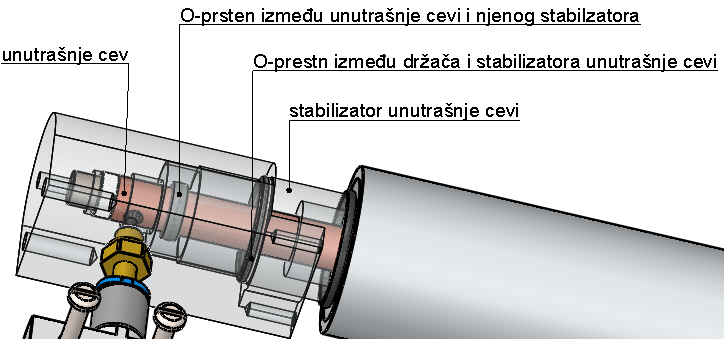 O-prsten između unutrašnje cevi i njenog stabilzatora
unutrašnje cev
O-prestn između držača i stabilizatora unutrašnje cevi
stabilizator unutrašnje cevi